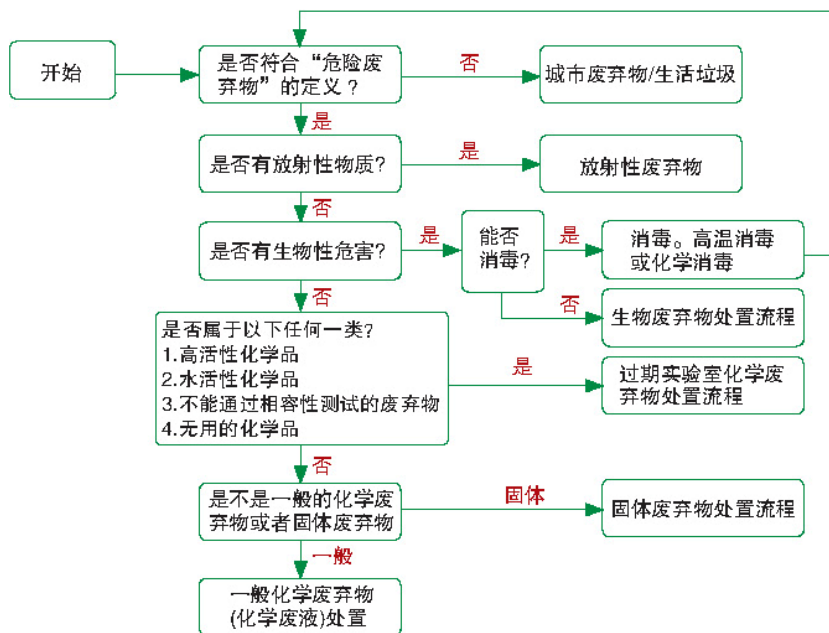 开始
是否符合“危险废
弃物”的定义？
否
城市废弃物/生活垃圾
是
是否有放射性物质？
是
放射性废弃物
否
是否有生物性危害？
是
能否
消毒？
是
消毒。高温消毒
或化学消毒
否
生物废弃物处置流程
否
是否属于以下任何一类？
1.高活性化学品
2.水活性化学品
3.不能通过相容性测试的废弃物
4.无用的化学品
是
过期实验室化学废
弃物处置流程
否
是不是一般的化学废
弃物或者固体废弃物
固体
固体废弃物处置流程
一般
一般化学废弃物
(化学废液)处置